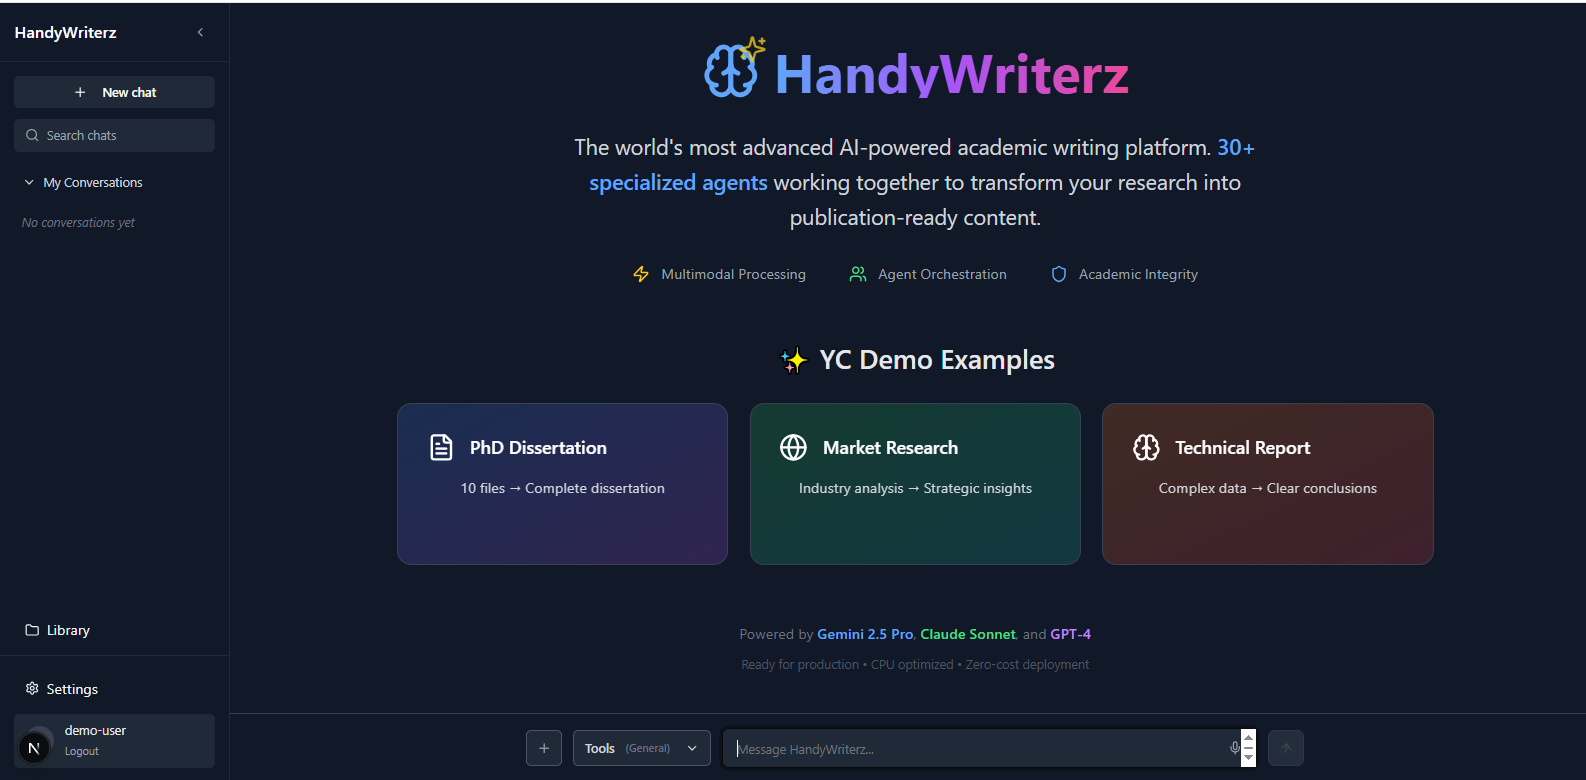 HandyWriterz
New chat
Search chats
My Conversations
No conversations yet
Library
Settings
demo-user
N
Logout
HandyWriterz
The world's most advanced AI-powered academic writing platform. 30+
specialized agents working together to transform your research into
publication-ready content.
Multimodal Processing
Agent Orchestration
Academic Integrity
✨ YC Demo Examples
PhD Dissertation
10 files → Complete dissertation
Market Research
Industry analysis → Strategic insights
Technical Report
Complex data → Clear conclusions
Powered by Gemini 2.5 Pro, Claude Sonnet, and GPT-4
Ready for production • CPU optimized • Zero-cost deployment
Tools (General)
Message HandyWriterz...